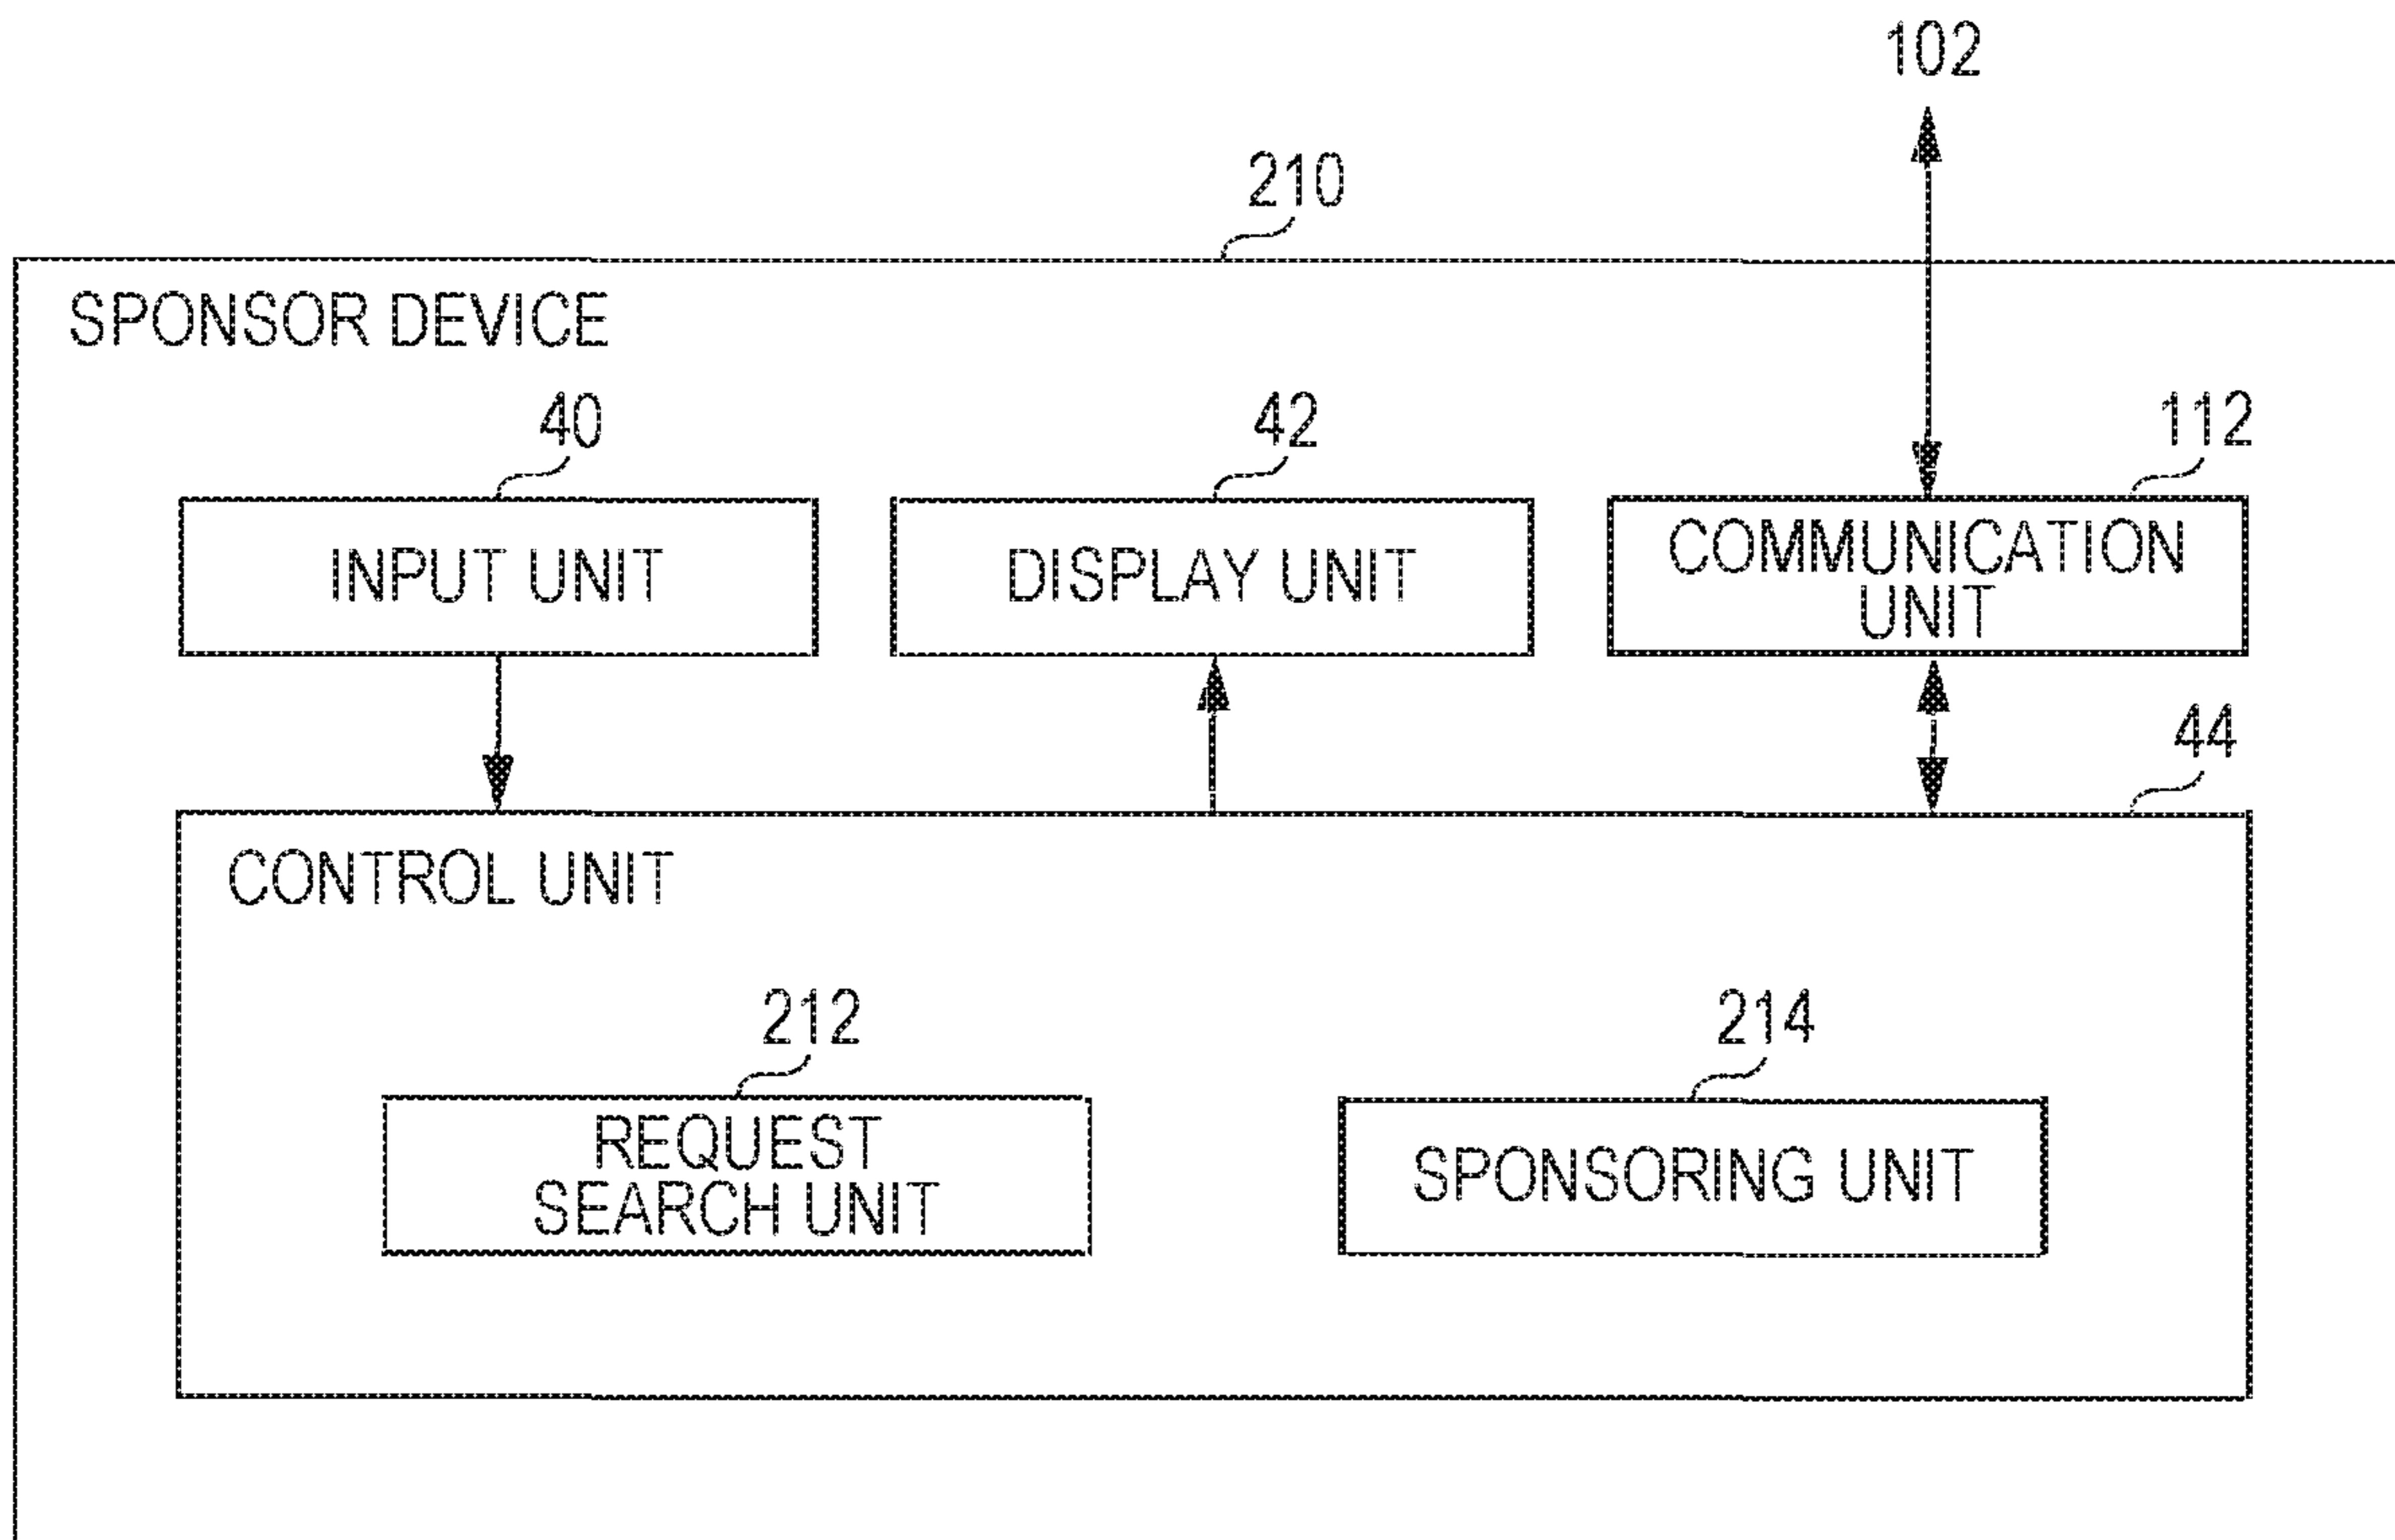 102
210
SPONSOR DEVICE
40
42
112
INPUT UNIT
DISPLAY UNIT
COMMUNICATION
UNIT
44
CONTROL UNIT
212
214
REQUEST
SEARCH UNIT
SPONSORING UNIT